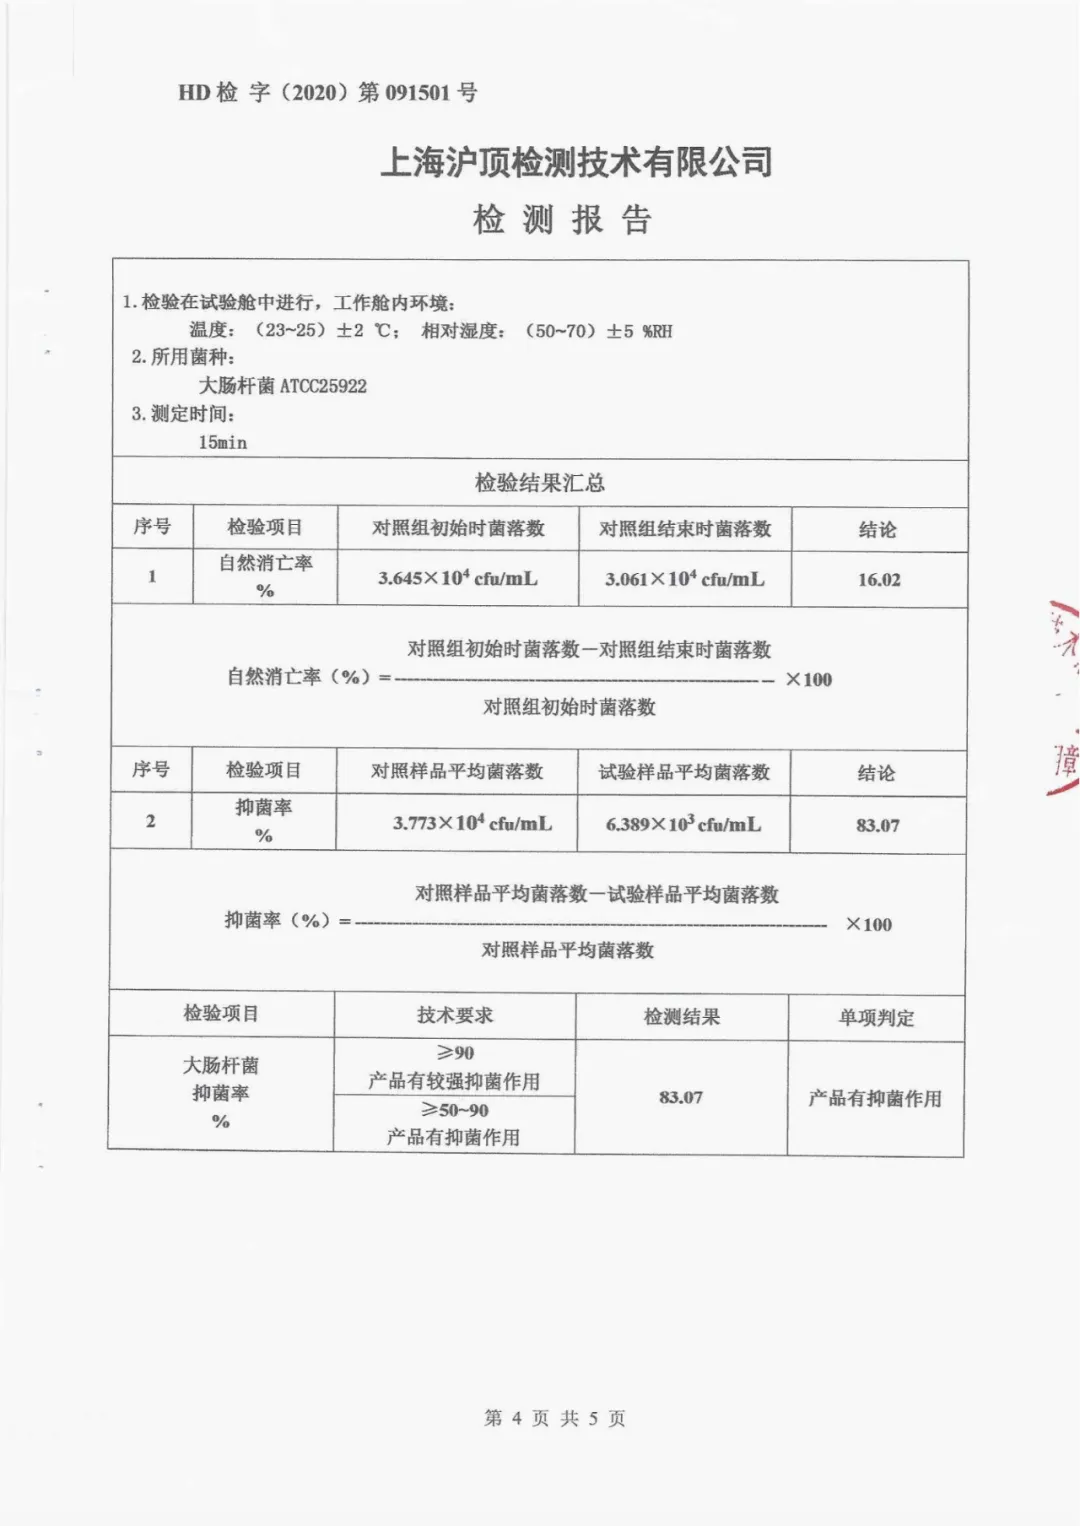 HD 检 字（2020）第 091501 号
上海沪顶检测技术有限公司
检 测 报 告
1.检验在试验舱中进行，工作舱内环境：
温度：（23~25）±2 ℃； 相对湿度：（50~70）±5 %RH
2.所用菌种：
大肠杆菌 ATCC25922
3.测定时间：
15min
检验结果汇总
序号 检验项目 对照组初始时菌落数 对照组结束时菌落数 结论
1 自然消亡率 % 3.645×10⁴ cfu/mL 3.061×10⁴ cfu/mL 16.02
对照组初始时菌落数－对照组结束时菌落数
自然消亡率（%）=---------- ×100
对照组初始时菌落数
序号 检验项目 对照样品平均菌落数 试验样品平均菌落数 结论
2 抑菌率 % 3.773×10⁴ cfu/mL 6.389×10³ cfu/mL 83.07
对照样品平均菌落数－试验样品平均菌落数
抑菌率（%）=---------- ×100
对照样品平均菌落数
检验项目 技术要求 检测结果 单项判定
大肠杆菌
抑菌率
%
≥90
产品有较强抑菌作用
≥50~90
产品有抑菌作用
83.07
产品有抑菌作用
第 4 页 共 5 页